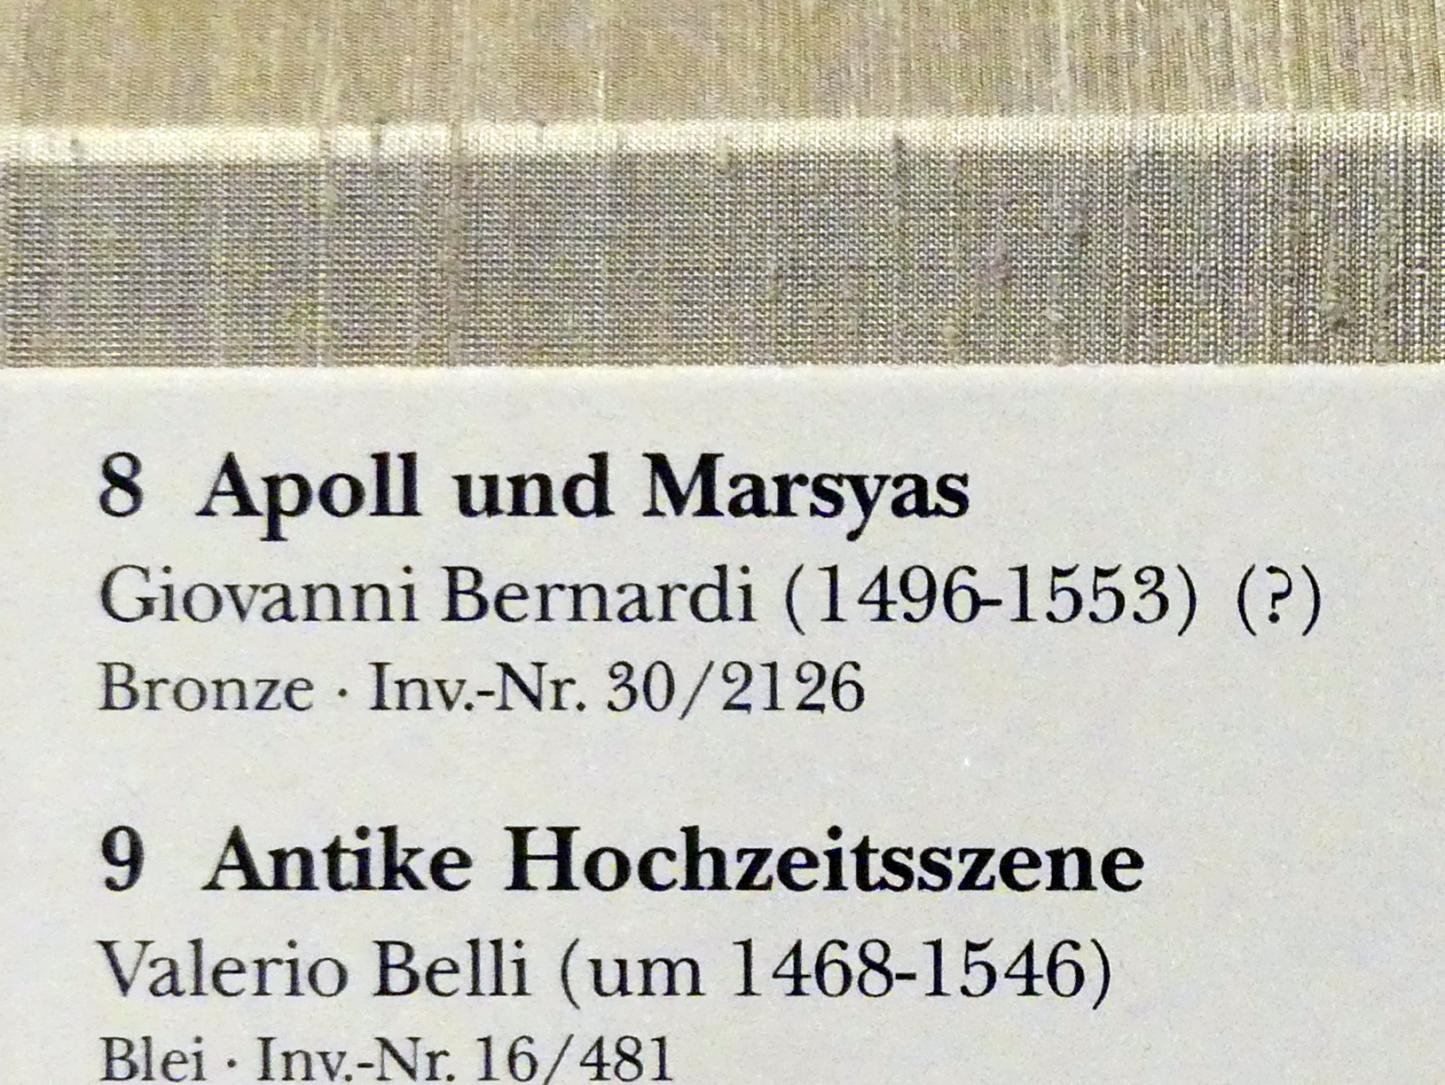 8 Apoll und Marsyas
Giovanni Bernardi (1496-1553) (?)
Bronze · Inv.-Nr. 30/2126
9 Antike Hochzeitsszene
Valerio Belli (um 1468-1546)
Blei · Inv.-Nr. 16/481